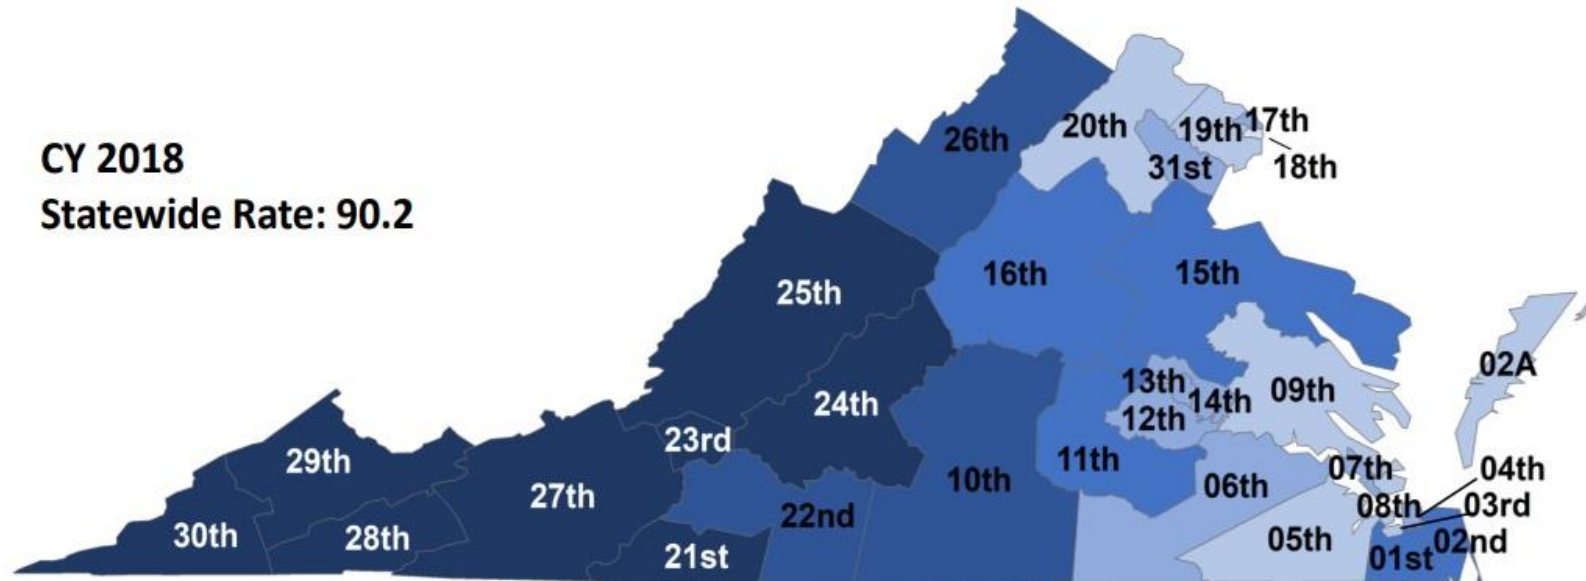 CY 2018
Statewide Rate: 90.2
26th
20th
19th
17th
31st
18th
25th
16th
15th
02A
13th
09th
24th
14th
12th
23rd
29th
11th
07th
04th
27th
10th
06th
08th
03rd
22nd
30th
28th
05th
02nd
21st
01st